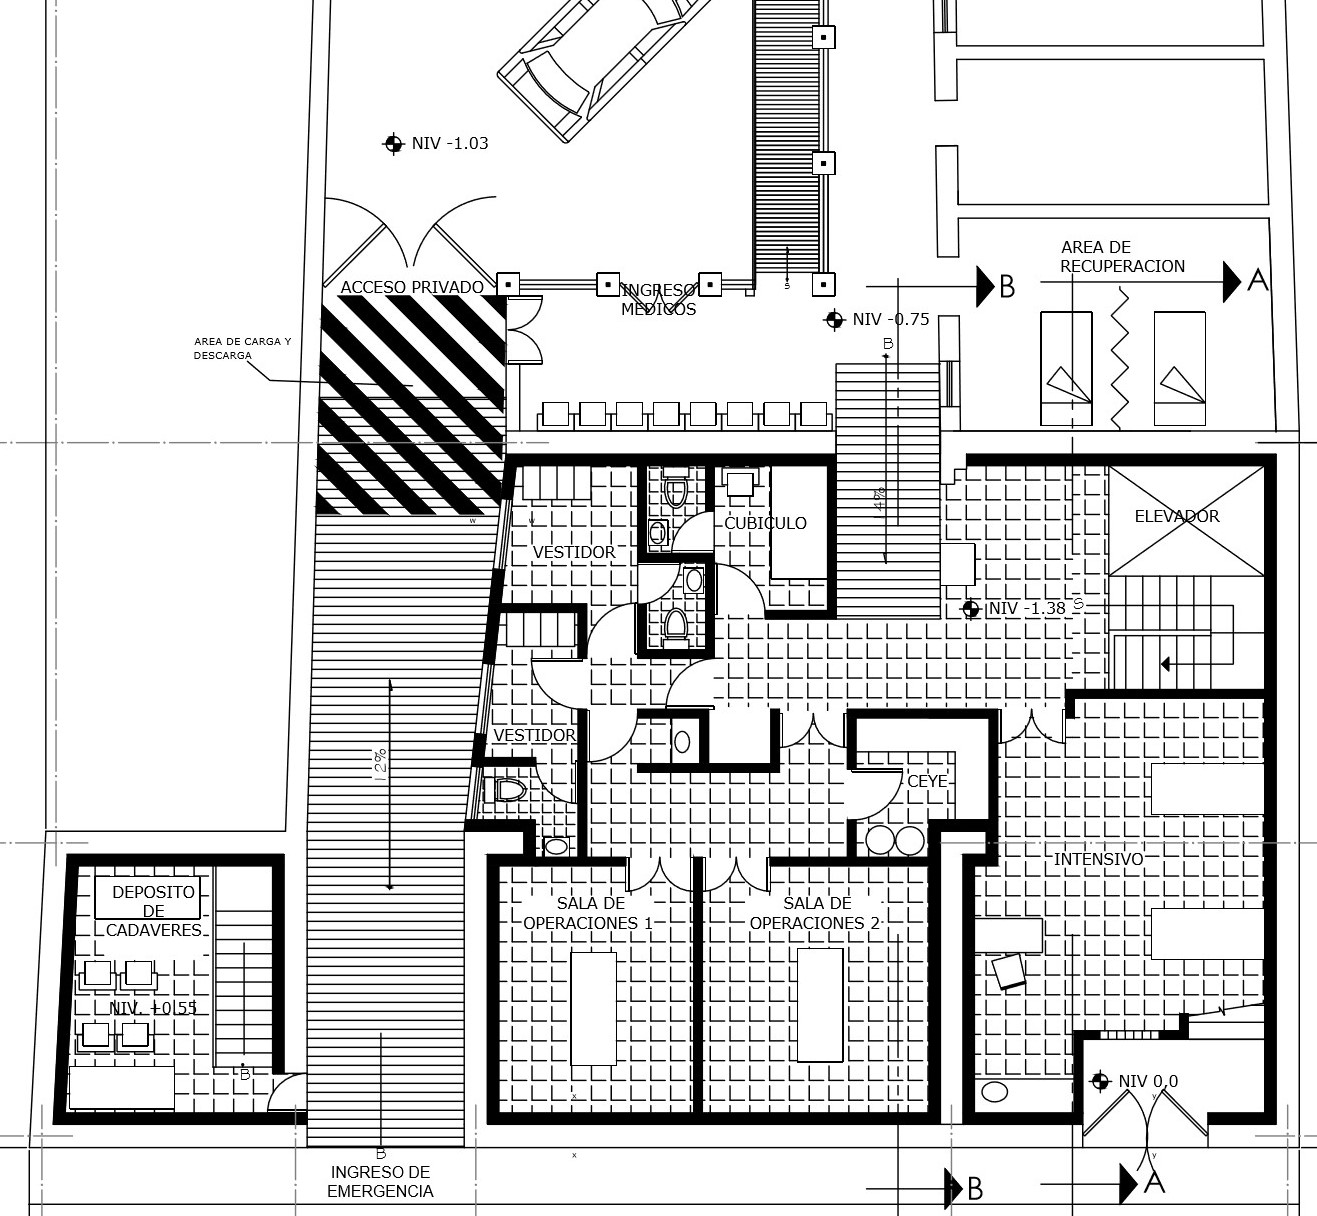 NIV -1.03
AREA DE
RECUPERACION
ACCESO PRIVADO
INGRESO
MEDICOS
S
B
A
NIV -0.75
AREA DE CARGA Y
DESCARGA
B
14%
w
w
VESTIDOR
CUBICULO
ELEVADOR
NIV -1.38
S
VESTIDOR
12%
CEYE
INTENSIVO
DEPOSITO
DE
CADAVERES
SALA DE
OPERACIONES 1
SALA DE
OPERACIONES 2
NIV. +0.55
B
NIV 0,0
x
y
B
x
y
INGRESO DE
EMERGENCIA
B
A